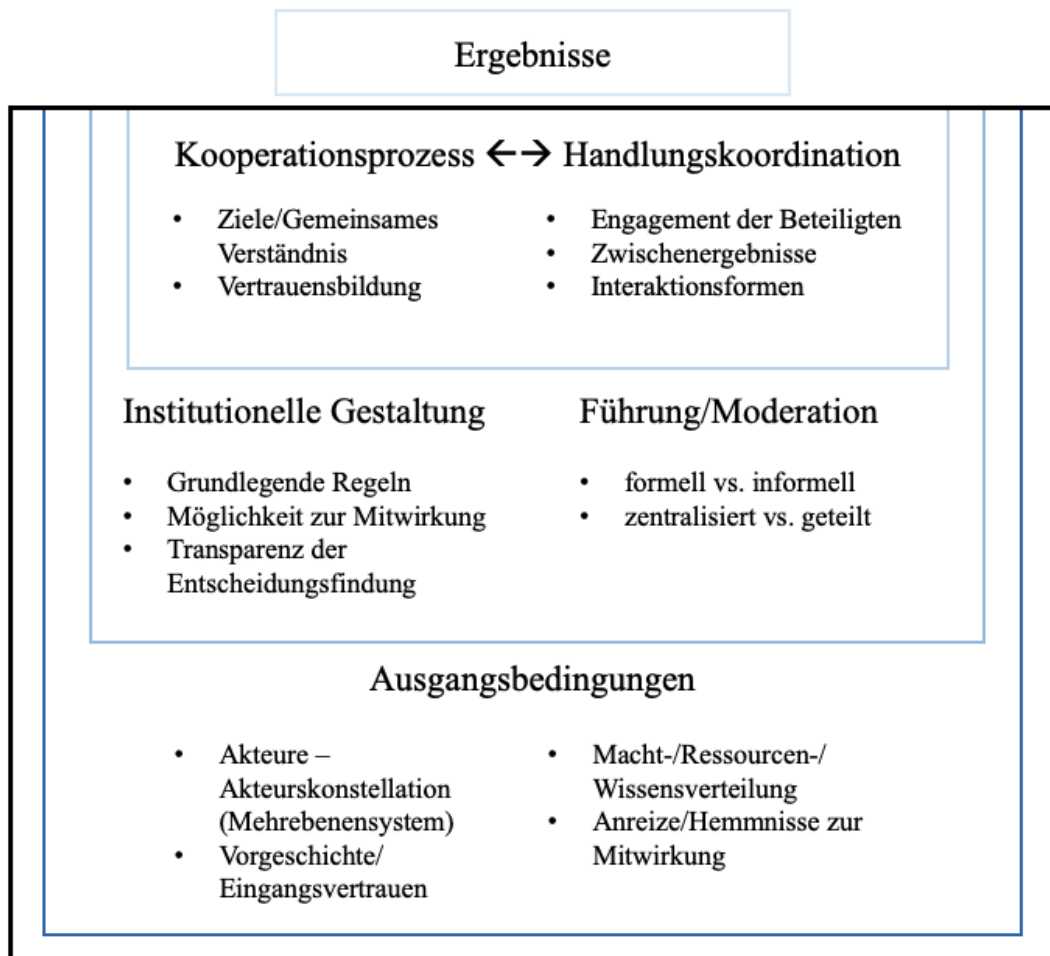 Ergebnisse
Kooperationsprozess ←→ Handlungskoordination
• Ziele/Gemeinsames
Verständnis
• Vertrauensbildung
• Engagement der Beteiligten
• Zwischenergebnisse
• Interaktionsformen
Institutionelle Gestaltung
• Grundlegende Regeln
• Möglichkeit zur Mitwirkung
• Transparenz der
Entscheidungsfindung
Führung/Moderation
• formell vs. informell
• zentralisiert vs. geteilt
Ausgangsbedingungen
• Akteure –
Akteurskonstellation
(Mehrebenensystem)
• Vorgeschichte/
Eingangsvertrauen
• Macht-/Ressourcen-/
Wissensverteilung
• Anreize/Hemmnisse zur
Mitwirkung